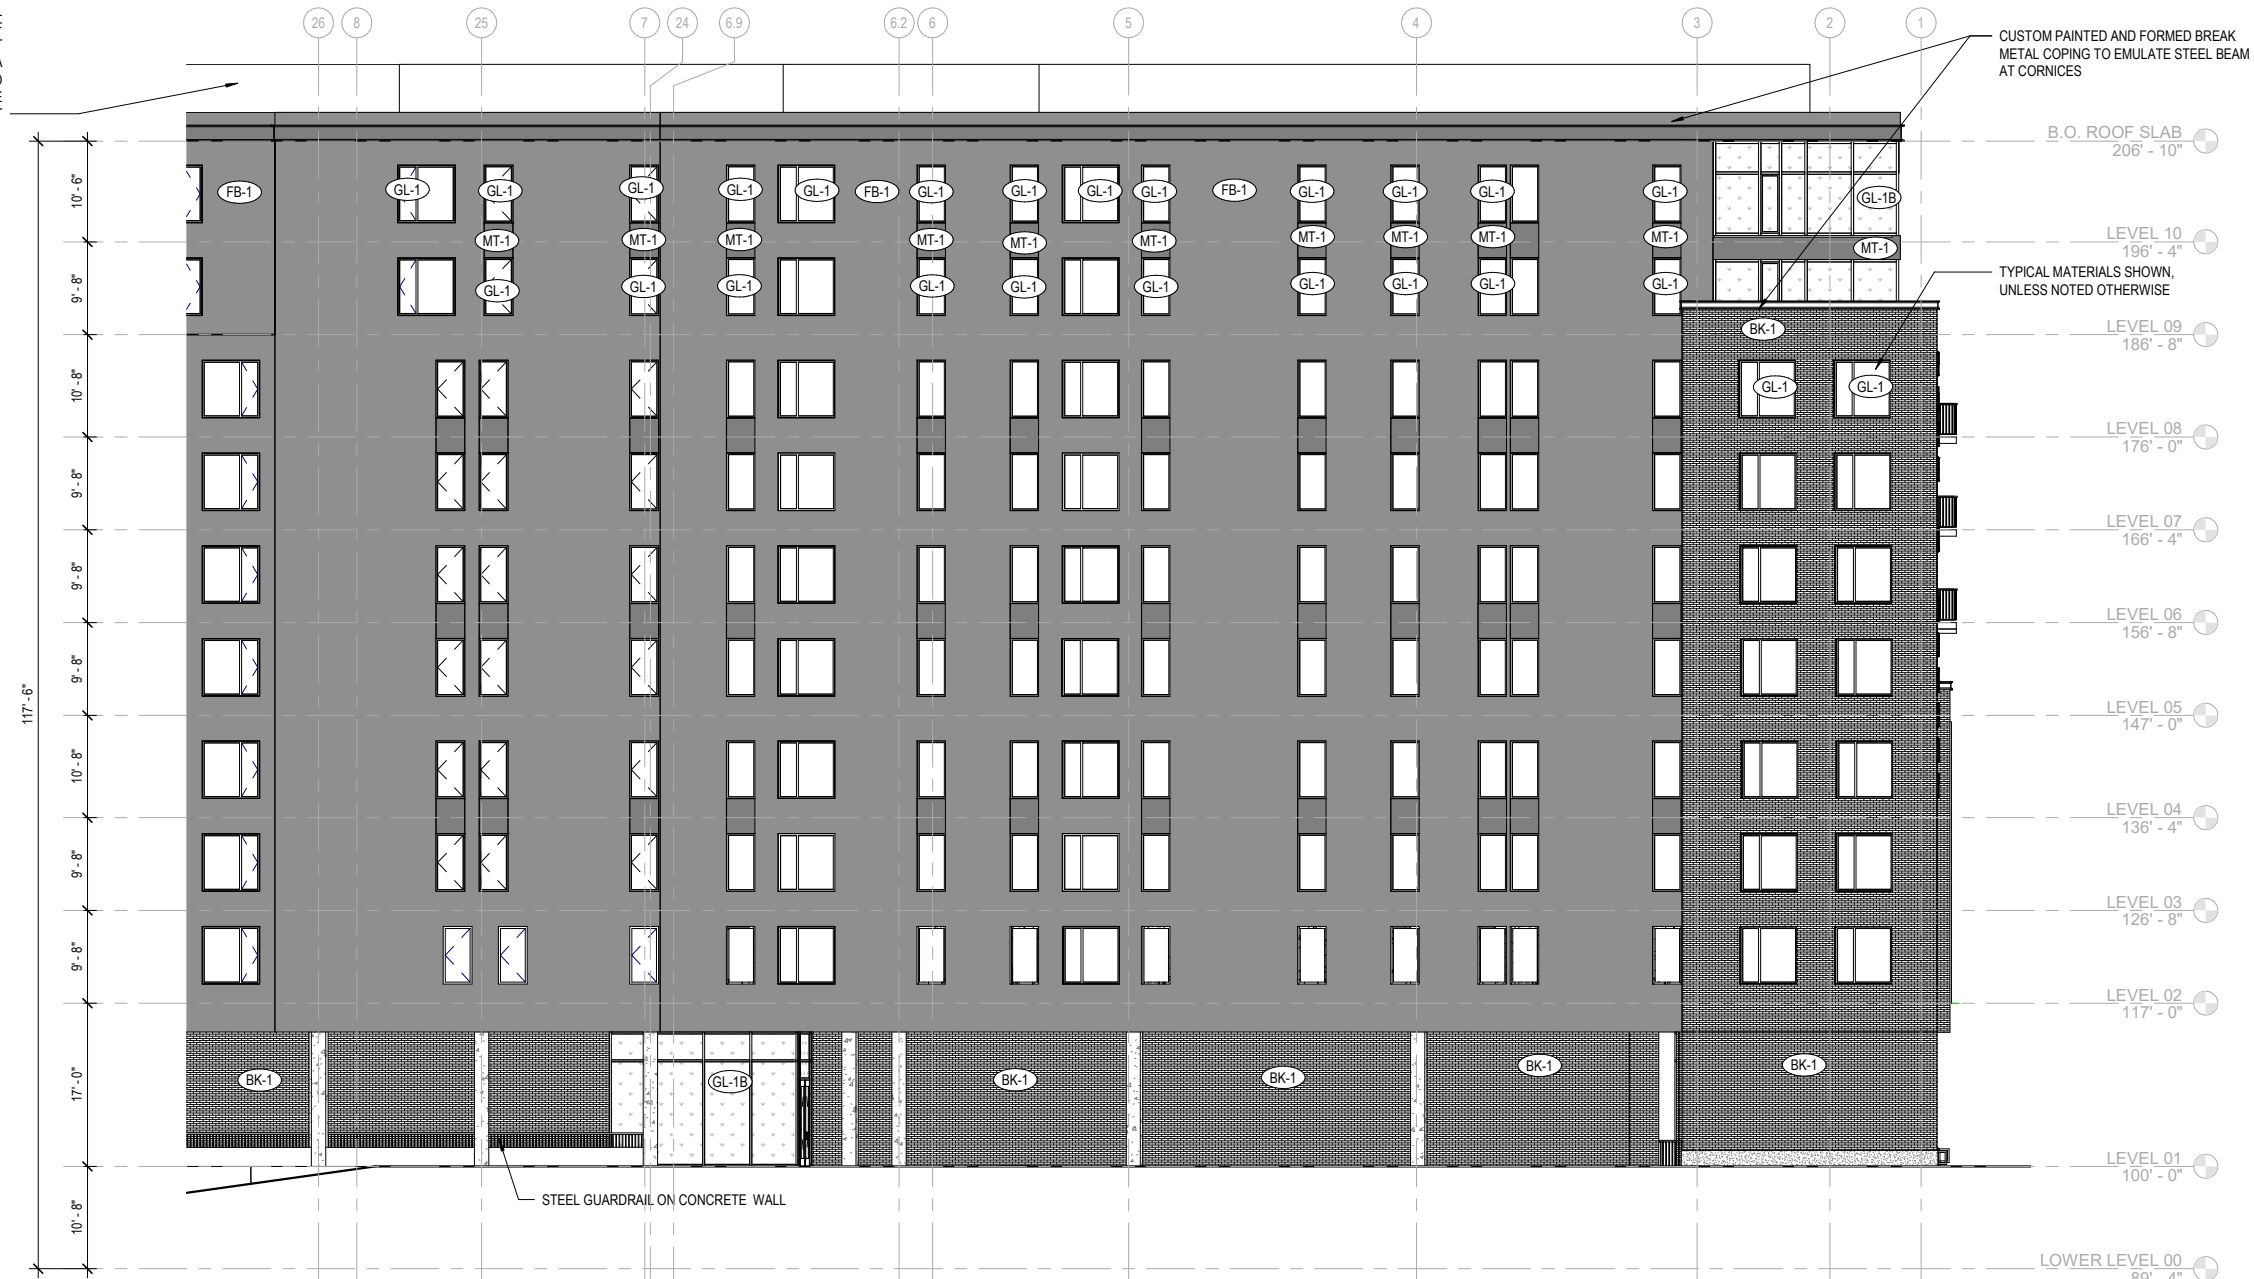 26 8 25 7 24 6.9 6.2 6 5 4 3 2 1
CUSTOM PAINTED AND FORMED BREAK
METAL COPING TO EMULATE STEEL BEAM
AT CORNICES
B.O. ROOF SLAB
206' - 10"
10' - 6"
FB-1 GL-1 GL-1 GL-1 GL-1 GL-1 FB-1 GL-1 GL-1 GL-1 GL-1 FB-1 GL-1 GL-1 GL-1 GL-1 GL-1B
MT-1 MT-1 MT-1 MT-1 MT-1 MT-1 MT-1 MT-1 MT-1 MT-1 MT-1
LEVEL 10
196' - 4"
9' - 8"
GL-1 GL-1 GL-1 GL-1 GL-1 GL-1 GL-1 GL-1 GL-1 GL-1
TYPICAL MATERIALS SHOWN,
UNLESS NOTED OTHERWISE
BK-1
LEVEL 09
186' - 8"
10' - 8"
GL-1 GL-1
LEVEL 08
176' - 0"
9' - 8"
LEVEL 07
166' - 4"
9' - 8"
LEVEL 06
156' - 8"
9' - 8"
117' - 6"
LEVEL 05
147' - 0"
10' - 8"
LEVEL 04
136' - 4"
9' - 8"
LEVEL 03
126' - 8"
9' - 8"
LEVEL 02
117' - 0"
17' - 0"
BK-1 GL-1B BK-1 BK-1 BK-1 BK-1
LEVEL 01
100' - 0"
STEEL GUARDRAIL ON CONCRETE WALL
10' - 8"
LOWER LEVEL 00
89' - 4"